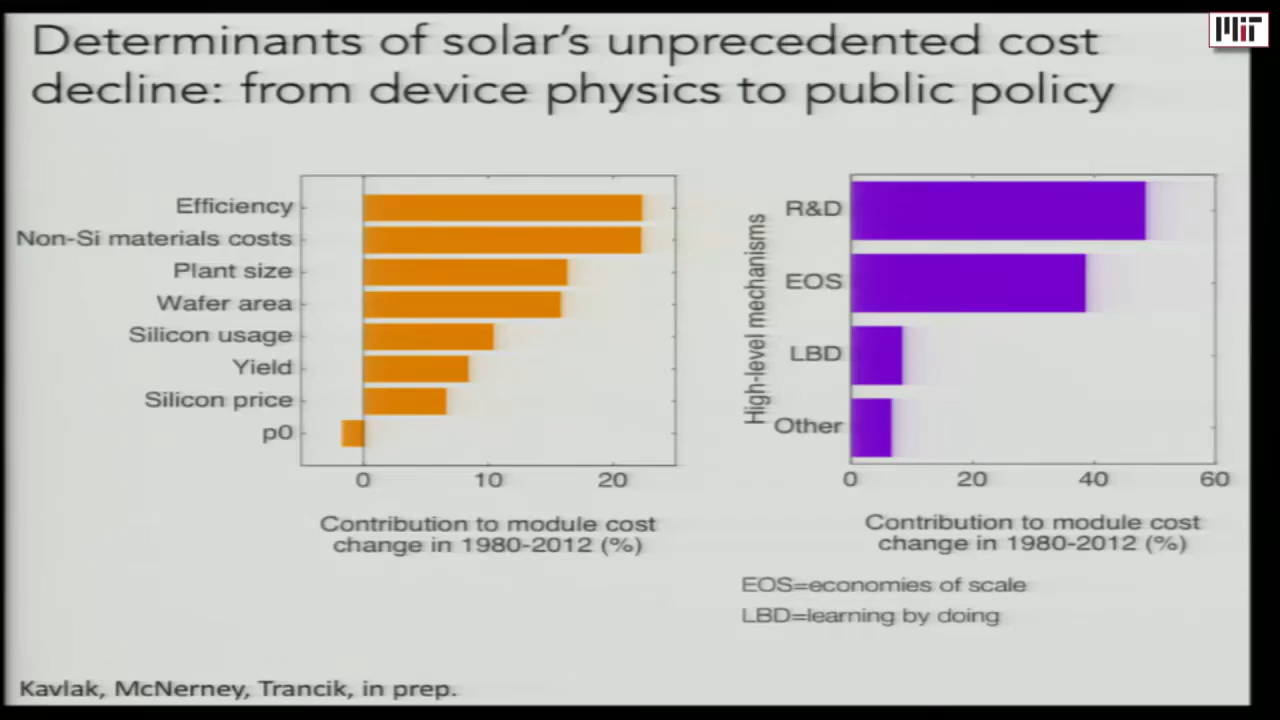 Determinants of solar's unprecedented cost
decline: from device physics to public policy
MIT
Efficiency
Non-Si materials costs
Plant size
Wafer area
Silicon usage
Yield
Silicon price
p0
0 10 20
Contribution to module cost
change in 1980-2012 (%)
High-level mechanisms
R&D
EOS
LBD
Other
0 20 40 60
Contribution to module cost
change in 1980-2012 (%)
EOS=economies of scale
LBD=learning by doing
Kavlak, McNerney, Trancik, in prep.